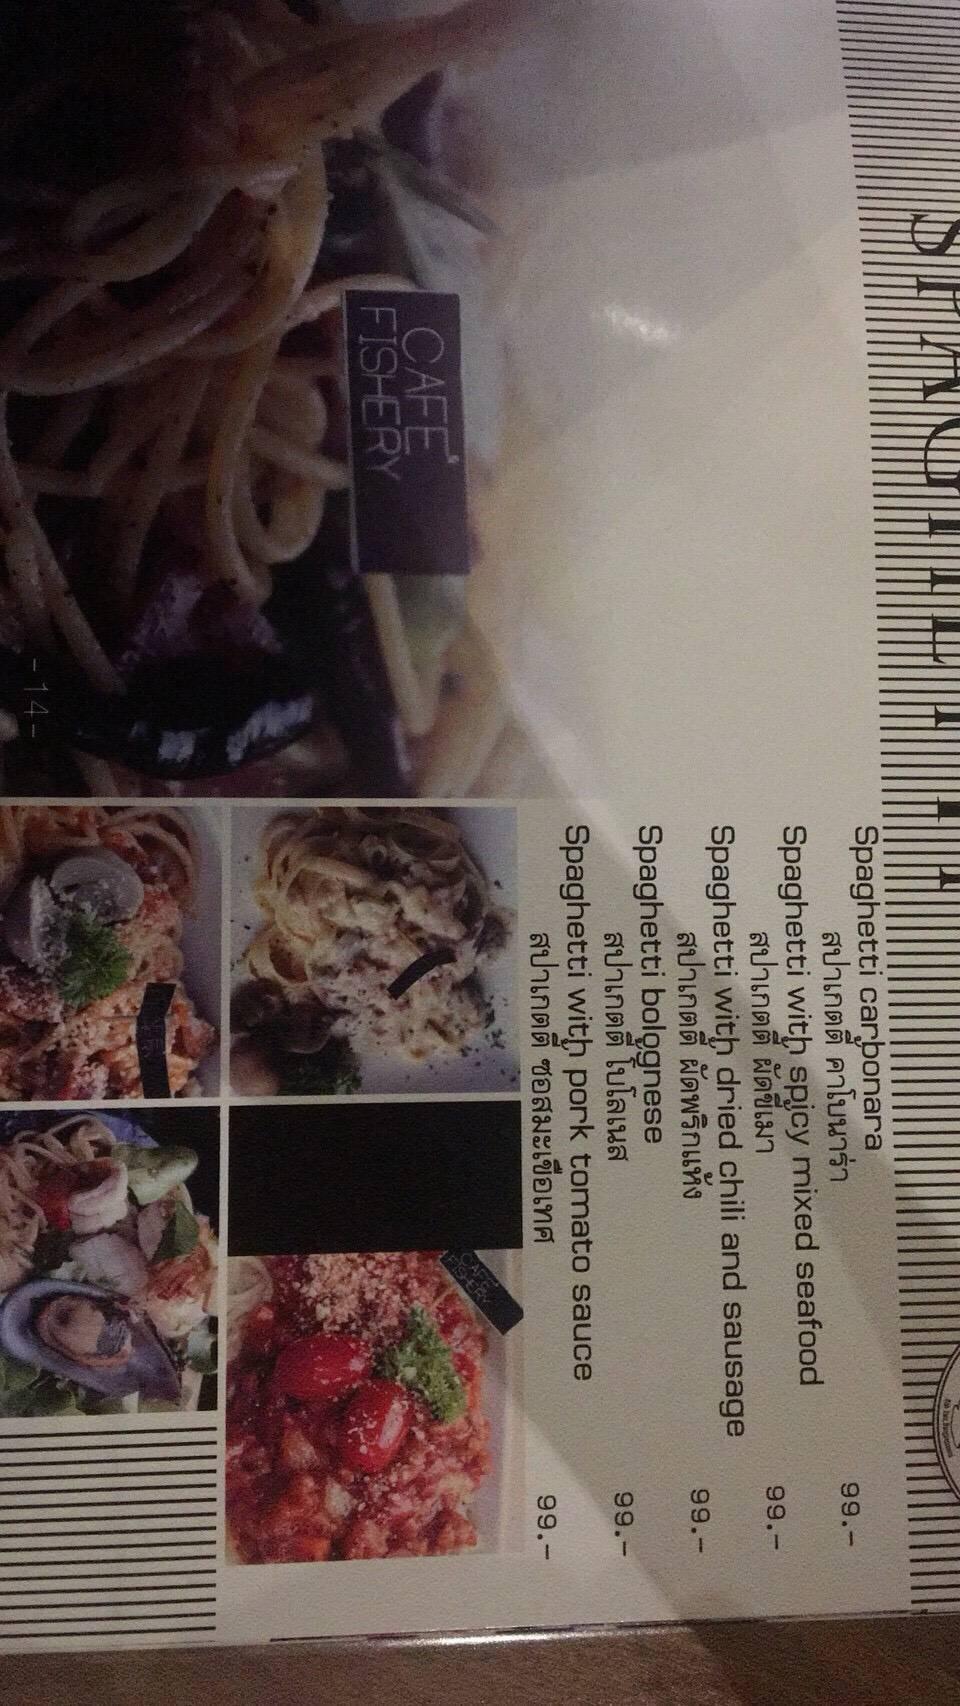 SPAGHETTI
Spaghetti carbonara 99.-
สปาเกตตี้ คาโบนาร่า
Spaghetti with spicy mixed seafood 99.-
สปาเกตตี้ ผัดขี้เมา
Spaghetti with dried chili and sausage 99.-
สปาเกตตี้ ผัดพริกแห้ง
Spaghetti bolognese 99.-
สปาเกตตี้ โบโลเนส
Spaghetti with pork tomato sauce 99.-
สปาเกตตี้ ซอสมะเขือเทศ
CAFE'
FISHERY
CAFE'
FISHERY
-14-